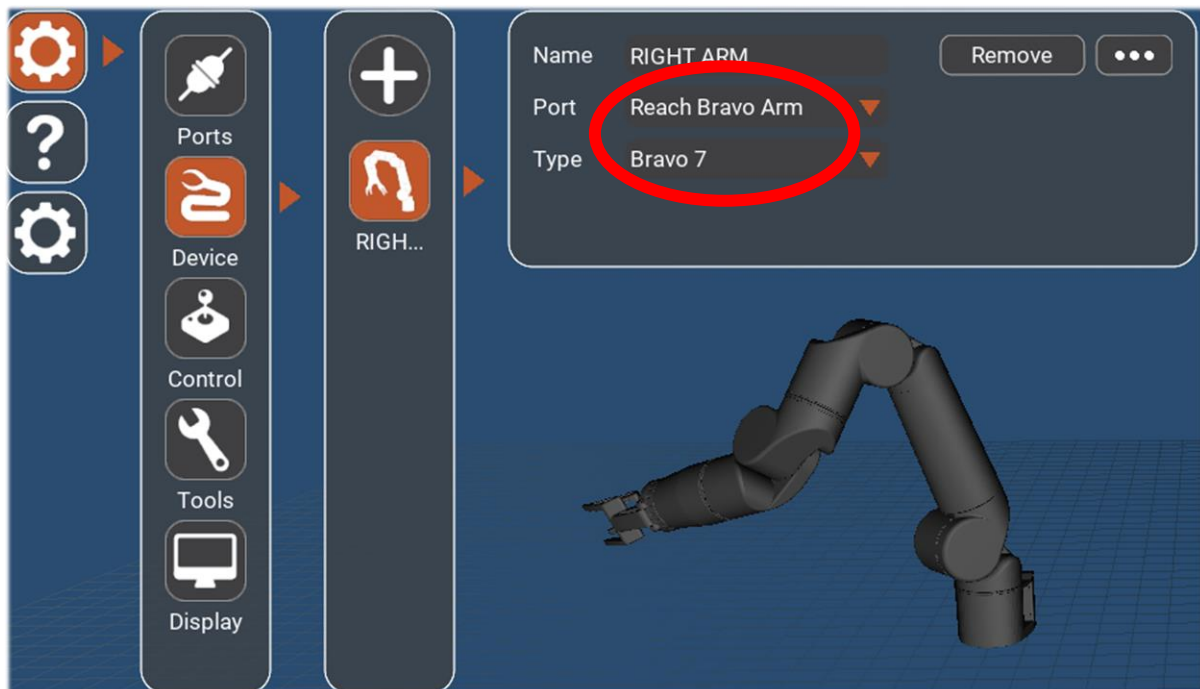 Name RIGHT ARM
Remove
Port Reach Bravo Arm
Type Bravo 7
Ports
Device
Control
Tools
Display
RIGH...